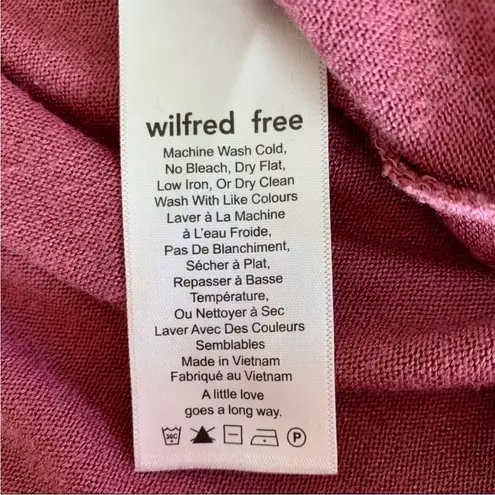 wilfred free
Machine Wash Cold,
No Bleach, Dry Flat,
Low Iron, Or Dry Clean
Wash With Like Colours
Laver à La Machine
à L'eau Froide,
Pas De Blanchiment,
Sécher à Plat,
Repasser à Basse
Température,
Ou Nettoyer à Sec
Laver Avec Des Couleurs
Semblables
Made in Vietnam
Fabriqué au Vietnam
A little love
goes a long way.
30C P